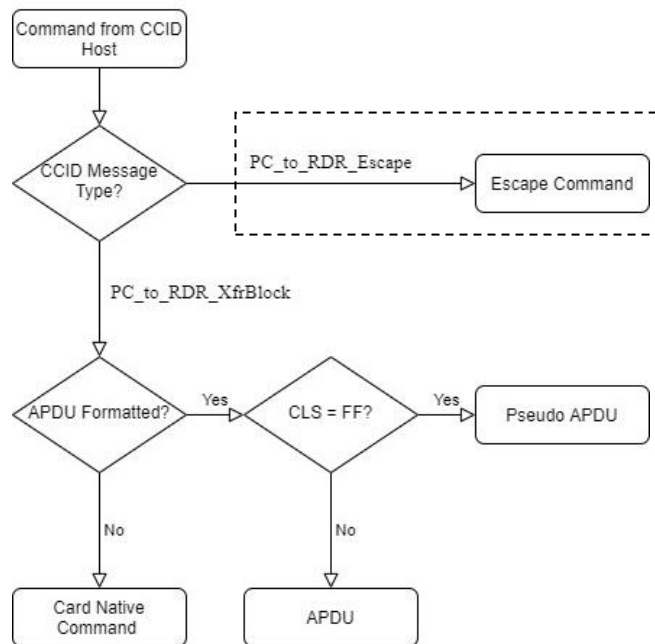 Command from CCID
Host
CCID Message
Type?
PC_to_RDR_Escape
Escape Command
PC_to_RDR_XfrBlock
APDU Formatted?
Yes
CLS = FF?
Yes
Pseudo APDU
No
No
Card Native
Command
APDU